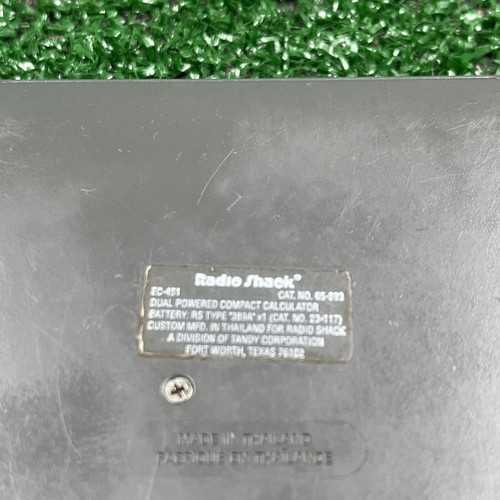 Radio Shack®
EC-451 CAT. NO. 65-893
DUAL POWERED COMPACT CALCULATOR
BATTERY: RS TYPE "389A" x1 (CAT. NO. 23-117)
CUSTOM MFD. IN THAILAND FOR RADIO SHACK
A DIVISION OF TANDY CORPORATION
FORT WORTH, TEXAS 76102
MADE IN THAILAND
FABRIQUÉ EN THAILANDE